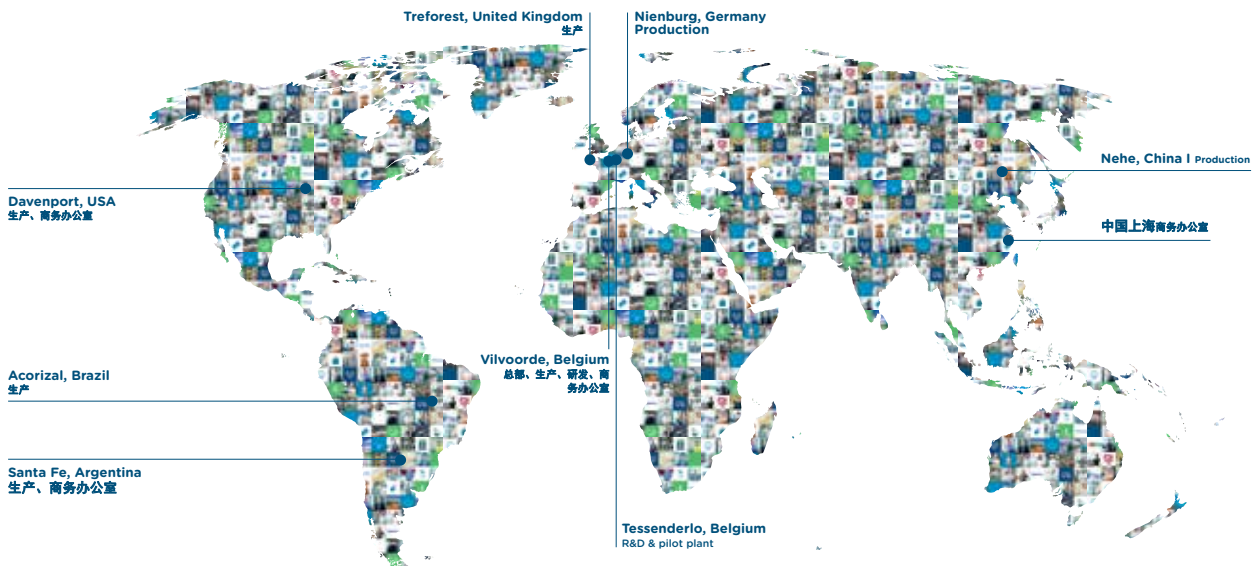 Treforest, United Kingdom
生产
Nienburg, Germany
Production
Nehe, China I Production
Davenport, USA
生产、商务办公室
中国上海商务办公室
Vilvoorde, Belgium
总部、生产、研发、商
务办公室
Acorizal, Brazil
生产
Santa Fe, Argentina
生产、商务办公室
Tessenderlo, Belgium
R&D & pilot plant